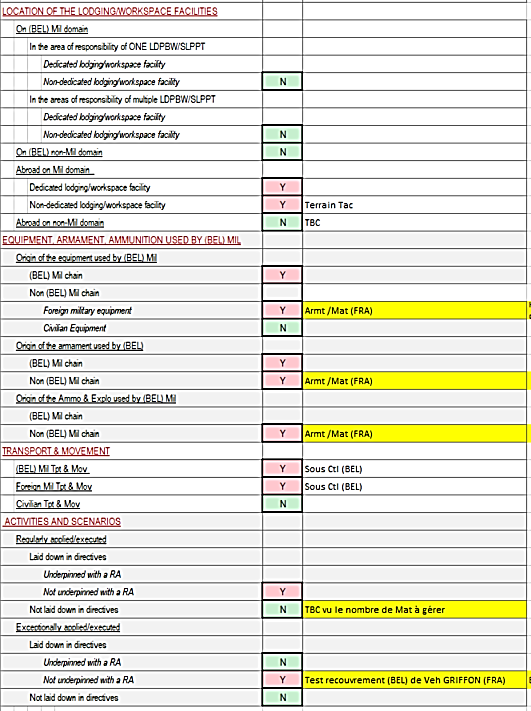 LOCATION OF THE LODGING/WORKSPACE FACILITIES
On (BEL) Mil domain
In the area of responsibility of ONE LDPBW/SLPPT
Dedicated lodging/workspace facility
Non-dedicated lodging/workspace facility N
In the areas of responsibility of multiple LDPBW/SLPPT
Dedicated lodging/workspace facility
Non-dedicated lodging/workspace facility N
On (BEL) non-Mil domain N
Abroad on Mil domain
Dedicated lodging/workspace facility Y
Non-dedicated lodging/workspace facility Y Terrain Tac
Abroad on non-Mil domain N TBC
EQUIPMENT, ARMAMENT, AMMUNITION USED BY (BEL) MIL
Origin of the equipment used by (BEL) Mil
(BEL) Mil chain Y
Non (BEL) Mil chain
Foreign military equipment Y Armt /Mat (FRA)
Civilian Equipment N
Origin of the armament used by (BEL)
(BEL) Mil chain Y
Non (BEL) Mil chain Y Armt /Mat (FRA)
Origin of the Ammo & Explo used by (BEL) Mil
(BEL) Mil chain
Non (BEL) Mil chain Y Armt /Mat (FRA)
TRANSPORT & MOVEMENT
(BEL) Mil Tpt & Mov Y Sous Ctl (BEL)
Foreign Mil Tpt & Mov Y Sous Ctl (BEL)
Civilian Tpt & Mov N
ACTIVITIES AND SCENARIOS
Regularly applied/executed
Laid down in directives
Underpinned with a RA
Not underpinned with a RA Y
Not laid down in directives N TBC vu le nombre de Mat à gérer
Exceptionally applied/executed
Laid down in directives
Underpinned with a RA N
Not underpinned with a RA Y Test recouvrement (BEL) de Veh GRIFFON (FRA)
Not laid down in directives N